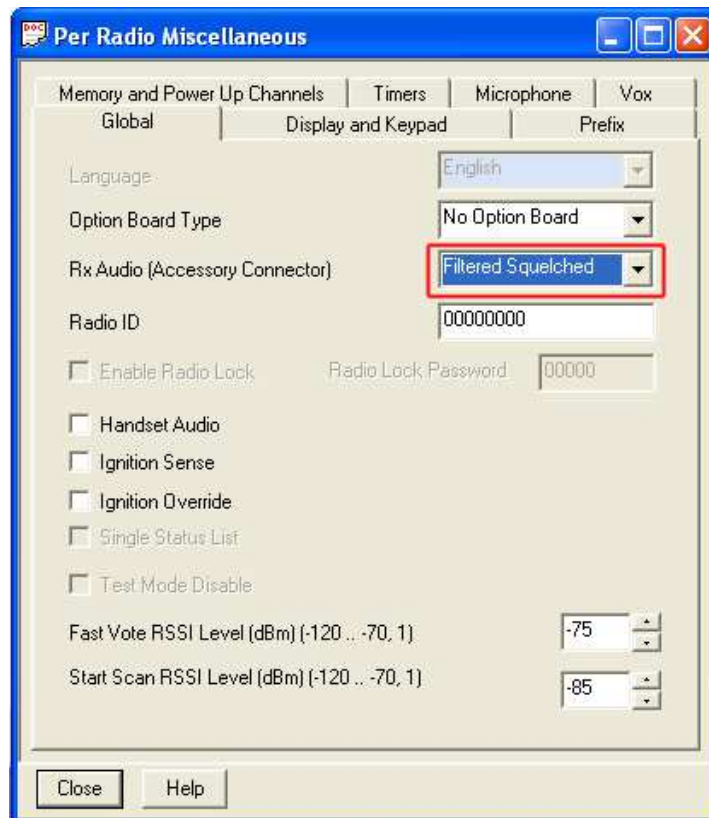 DOC
Per Radio Miscellaneous
Memory and Power Up Channels Timers Microphone Vox
Global Display and Keypad Prefix
Language English
Option Board Type No Option Board
Rx Audio (Accessory Connector) Filtered Squelched
Radio ID 00000000
Enable Radio Lock Radio Lock Password 00000
Handset Audio
Ignition Sense
Ignition Override
Single Status List
Test Mode Disable
Fast Vote RSSI Level (dBm) (-120 .. -70, 1) -75
Start Scan RSSI Level (dBm) (-120 .. -70, 1) -85
Close Help